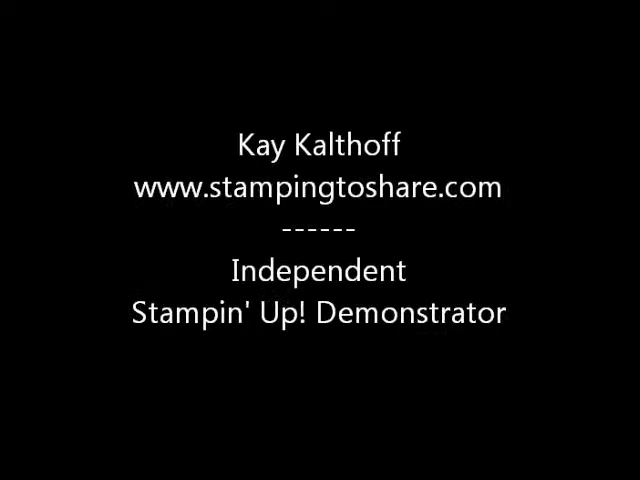 Kay Kalthoff
www.stampingtoshare.com
------
Independent
Stampin' Up! Demonstrator